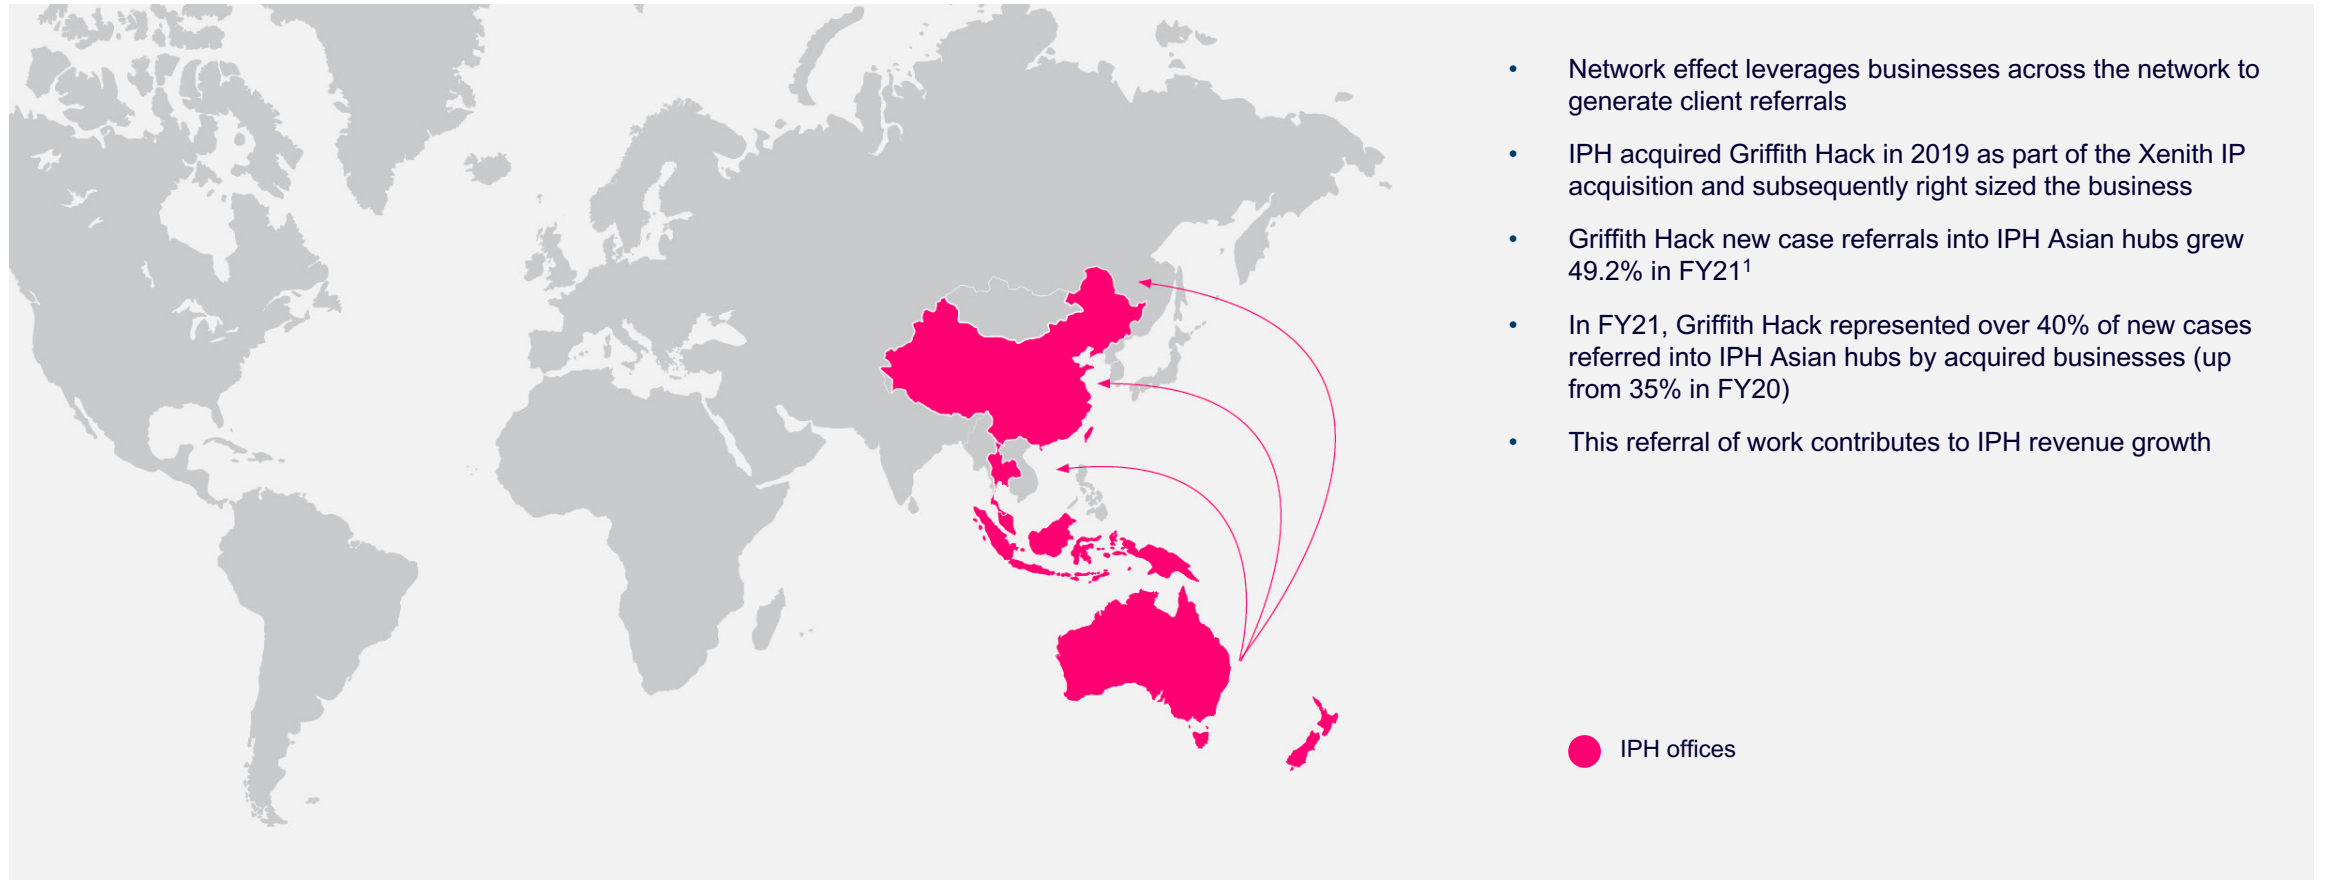 • Network effect leverages businesses across the network to
generate client referrals
• IPH acquired Griffith Hack in 2019 as part of the Xenith IP
acquisition and subsequently right sized the business
• Griffith Hack new case referrals into IPH Asian hubs grew
49.2% in FY21¹
• In FY21, Griffith Hack represented over 40% of new cases
referred into IPH Asian hubs by acquired businesses (up
from 35% in FY20)
• This referral of work contributes to IPH revenue growth
IPH offices